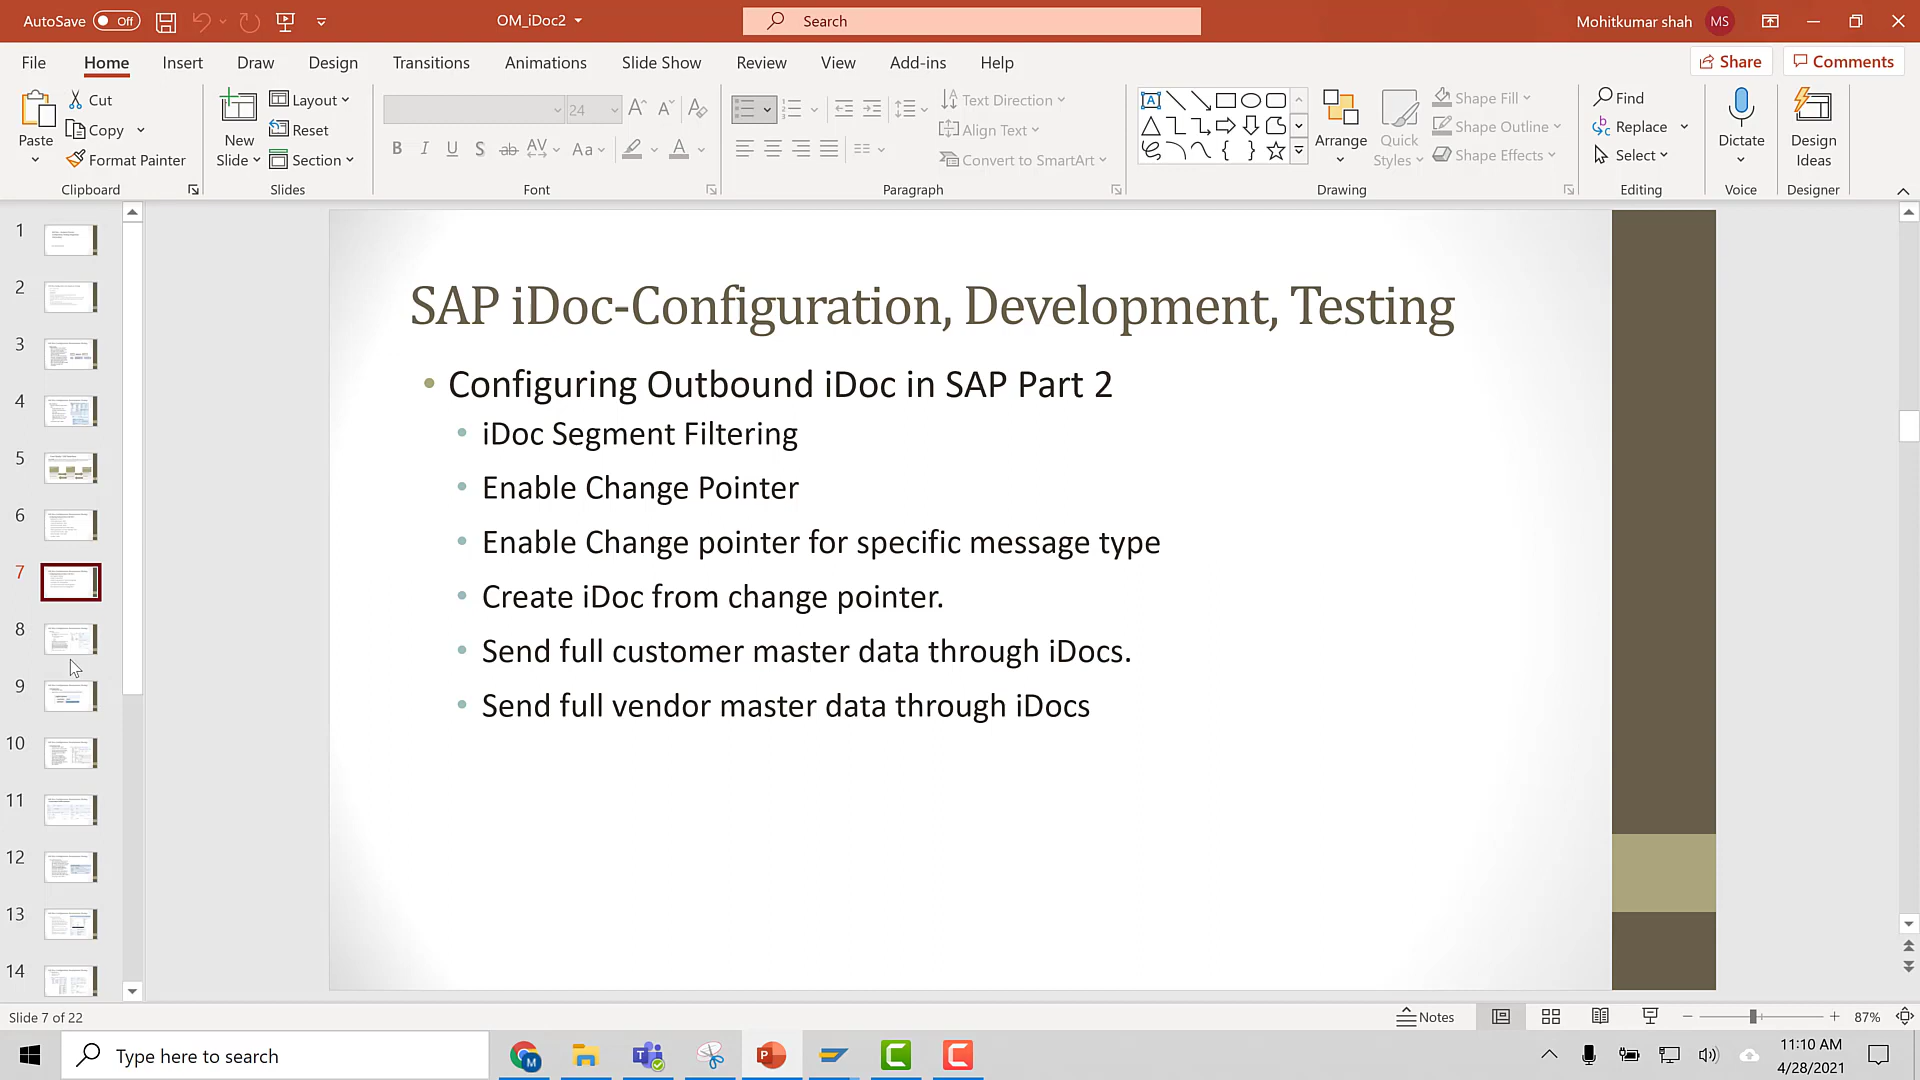 AutoSave Off
OM_iDoc2
Search
Mohitkumar shah
MS
File Home Insert Draw Design Transitions Animations Slide Show Review View Add-ins Help
Share
Comments
Paste
Cut
Copy
Format Painter
Clipboard
New
Slide
Layout
Reset
Section
Slides
24
Font
Paragraph
Text Direction
Align Text
Convert to SmartArt
Arrange
Quick
Styles
Shape Fill
Shape Outline
Shape Effects
Drawing
Find
Replace
Select
Editing
Dictate
Voice
Design
Ideas
Designer
1
2
3
4
5
6
7
8
9
10
11
12
13
14
SAP iDoc-Configuration, Development, Testing
• Configuring Outbound iDoc in SAP Part 2
• iDoc Segment Filtering
• Enable Change Pointer
• Enable Change pointer for specific message type
• Create iDoc from change pointer.
• Send full customer master data through iDocs.
• Send full vendor master data through iDocs
Slide 7 of 22
Notes
87%
Type here to search
11:10 AM
4/28/2021